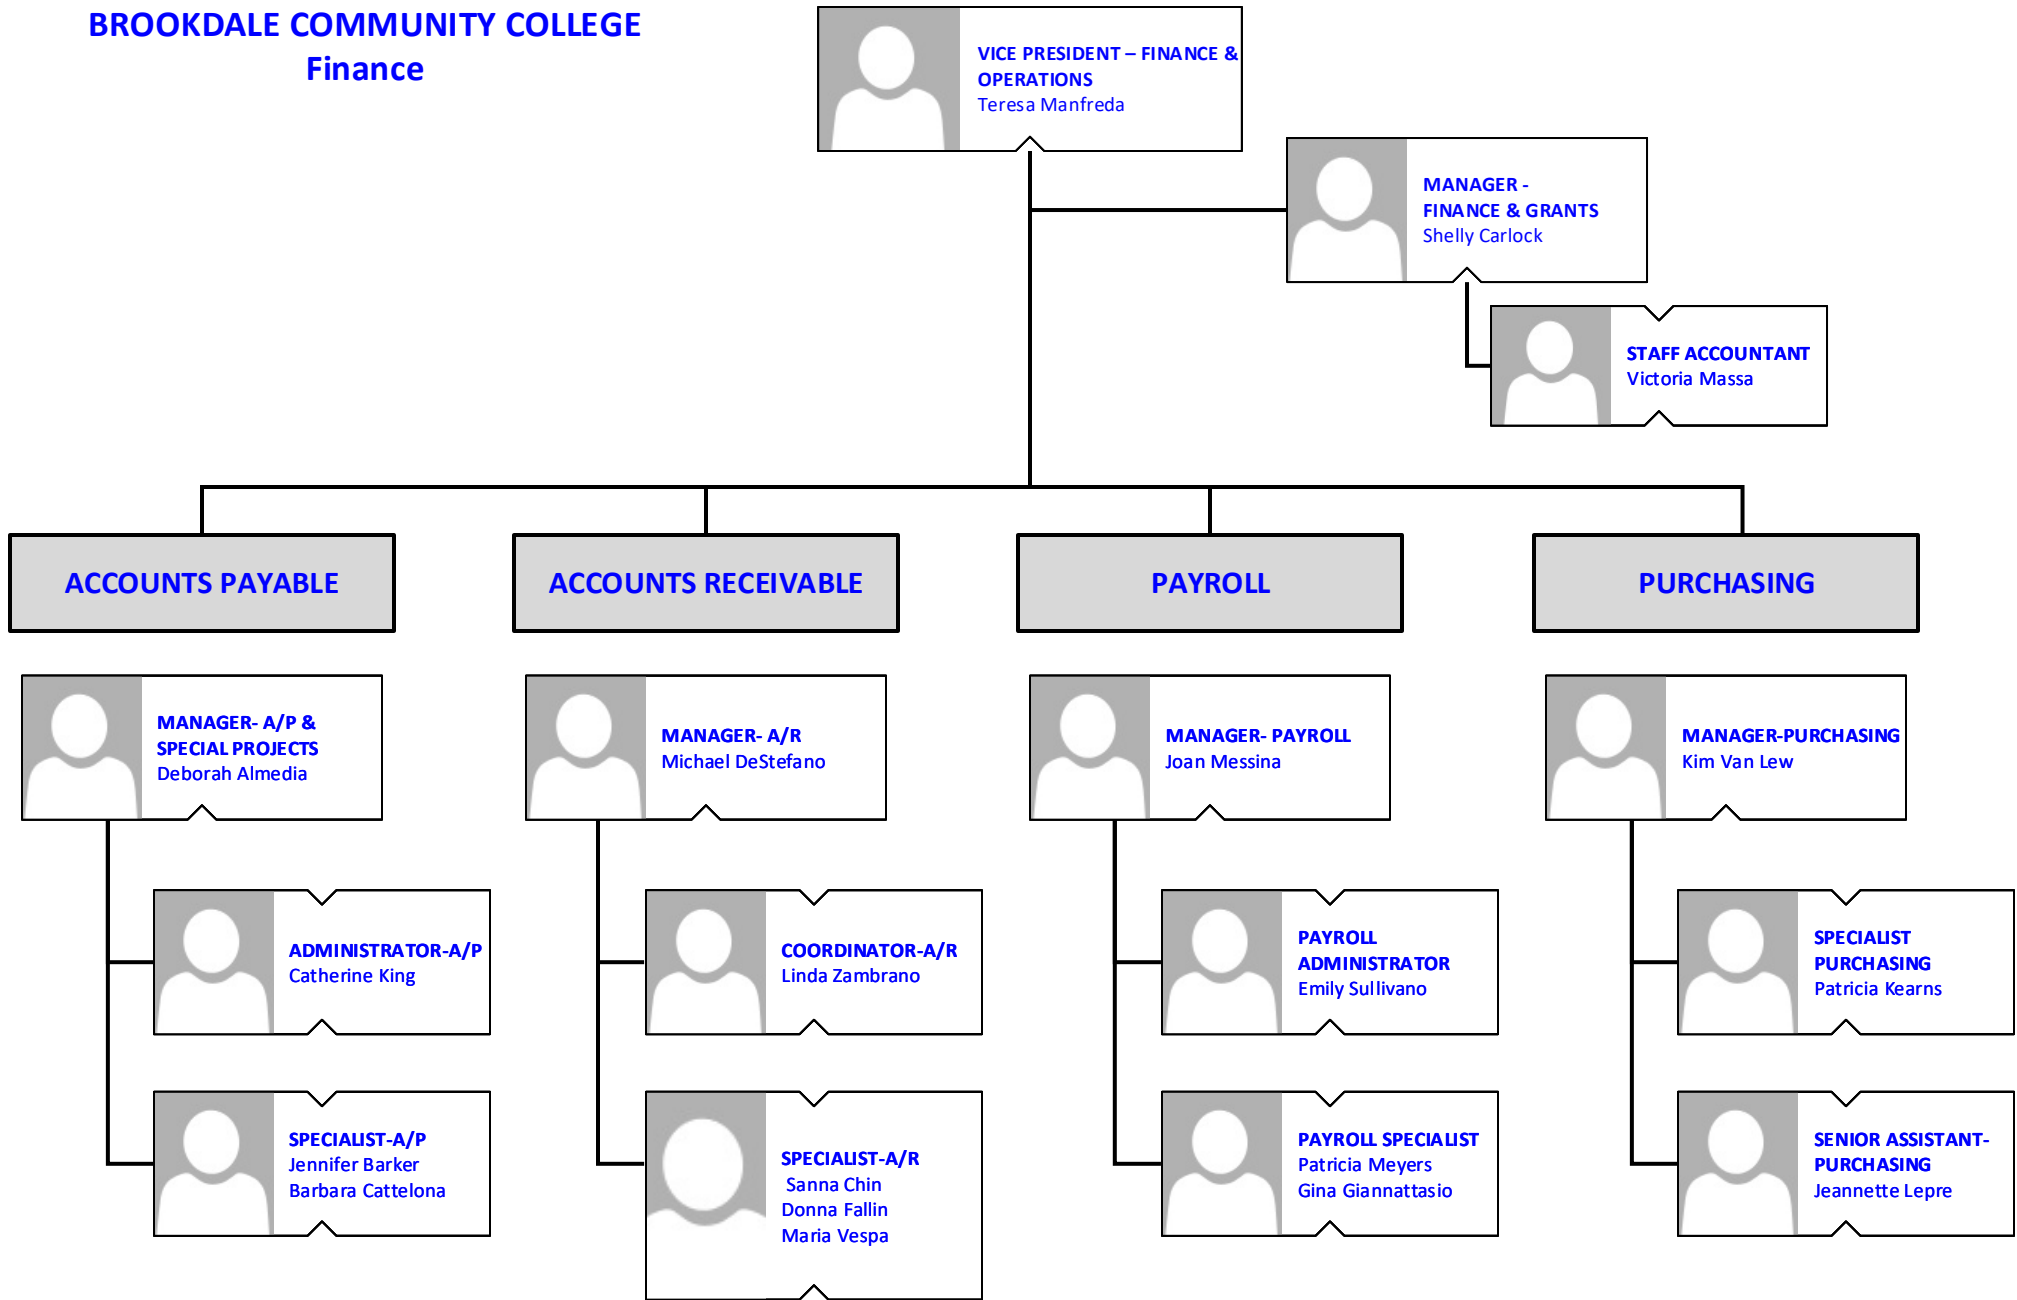 BROOKDALE COMMUNITY COLLEGE
Finance
VICE PRESIDENT – FINANCE &
OPERATIONS
Teresa Manfreda
MANAGER -
FINANCE & GRANTS
Shelly Carlock
STAFF ACCOUNTANT
Victoria Massa
ACCOUNTS PAYABLE
ACCOUNTS RECEIVABLE
PAYROLL
PURCHASING
MANAGER- A/P &
SPECIAL PROJECTS
Deborah Almedia
MANAGER- A/R
Michael DeStefano
MANAGER- PAYROLL
Joan Messina
MANAGER-PURCHASING
Kim Van Lew
ADMINISTRATOR-A/P
Catherine King
COORDINATOR-A/R
Linda Zambrano
PAYROLL
ADMINISTRATOR
Emily Sullivano
SPECIALIST
PURCHASING
Patricia Kearns
SPECIALIST-A/P
Jennifer Barker
Barbara Cattelona
SPECIALIST-A/R
Sanna Chin
Donna Fallin
Maria Vespa
PAYROLL SPECIALIST
Patricia Meyers
Gina Giannattasio
SENIOR ASSISTANT-
PURCHASING
Jeannette Lepre